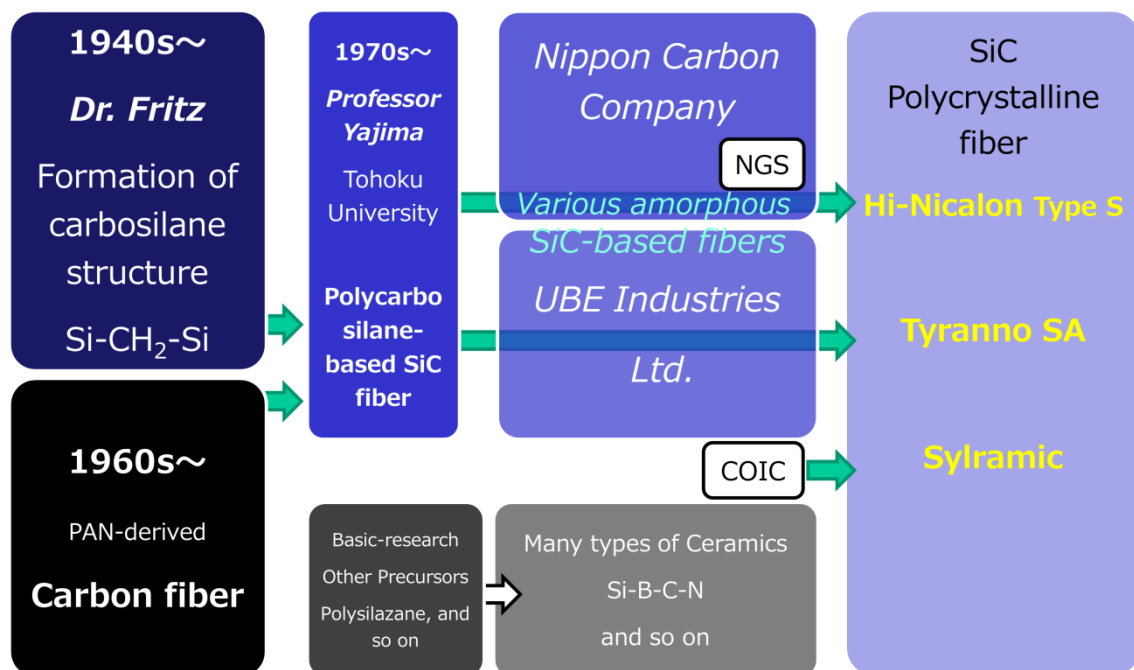 1940s～
Dr. Fritz
Formation of
carbosilane
structure
Si-CH₂-Si
1960s～
PAN-derived
Carbon fiber
1970s～
Professor
Yajima
Tohoku
University
Polycarbo
silane-
based SiC
fiber
Nippon Carbon
Company
NGS
Various amorphous
SiC-based fibers
UBE Industries
Ltd.
COIC
Basic-research
Other Precursors
Polysilazane, and
so on
Many types of Ceramics
Si-B-C-N
and so on
SiC
Polycrystalline
fiber
Hi-Nicalon Type S
Tyranno SA
Sylramic